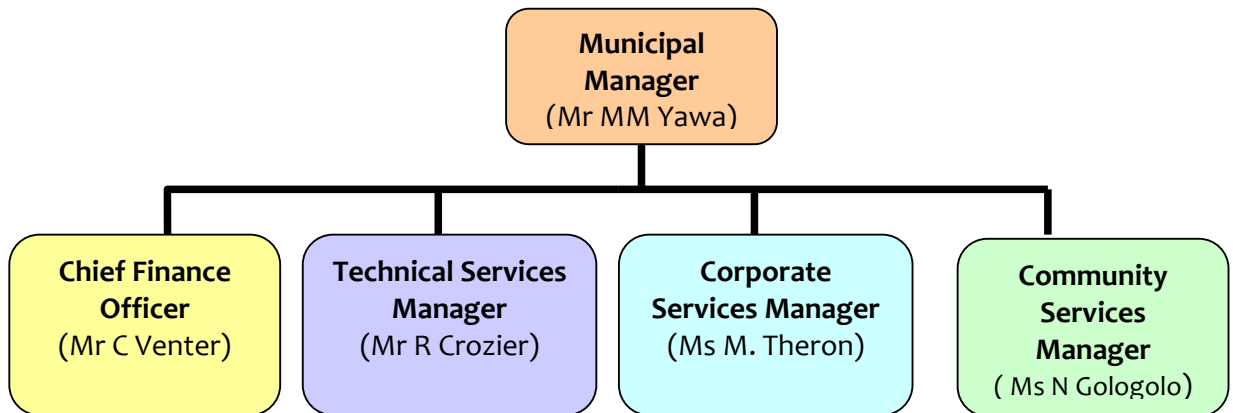 Municipal
Manager
(Mr MM Yawa)
Chief Finance
Officer
(Mr C Venter)
Technical Services
Manager
(Mr R Crozier)
Corporate
Services Manager
(Ms M. Theron)
Community
Services
Manager
( Ms N Gologolo)